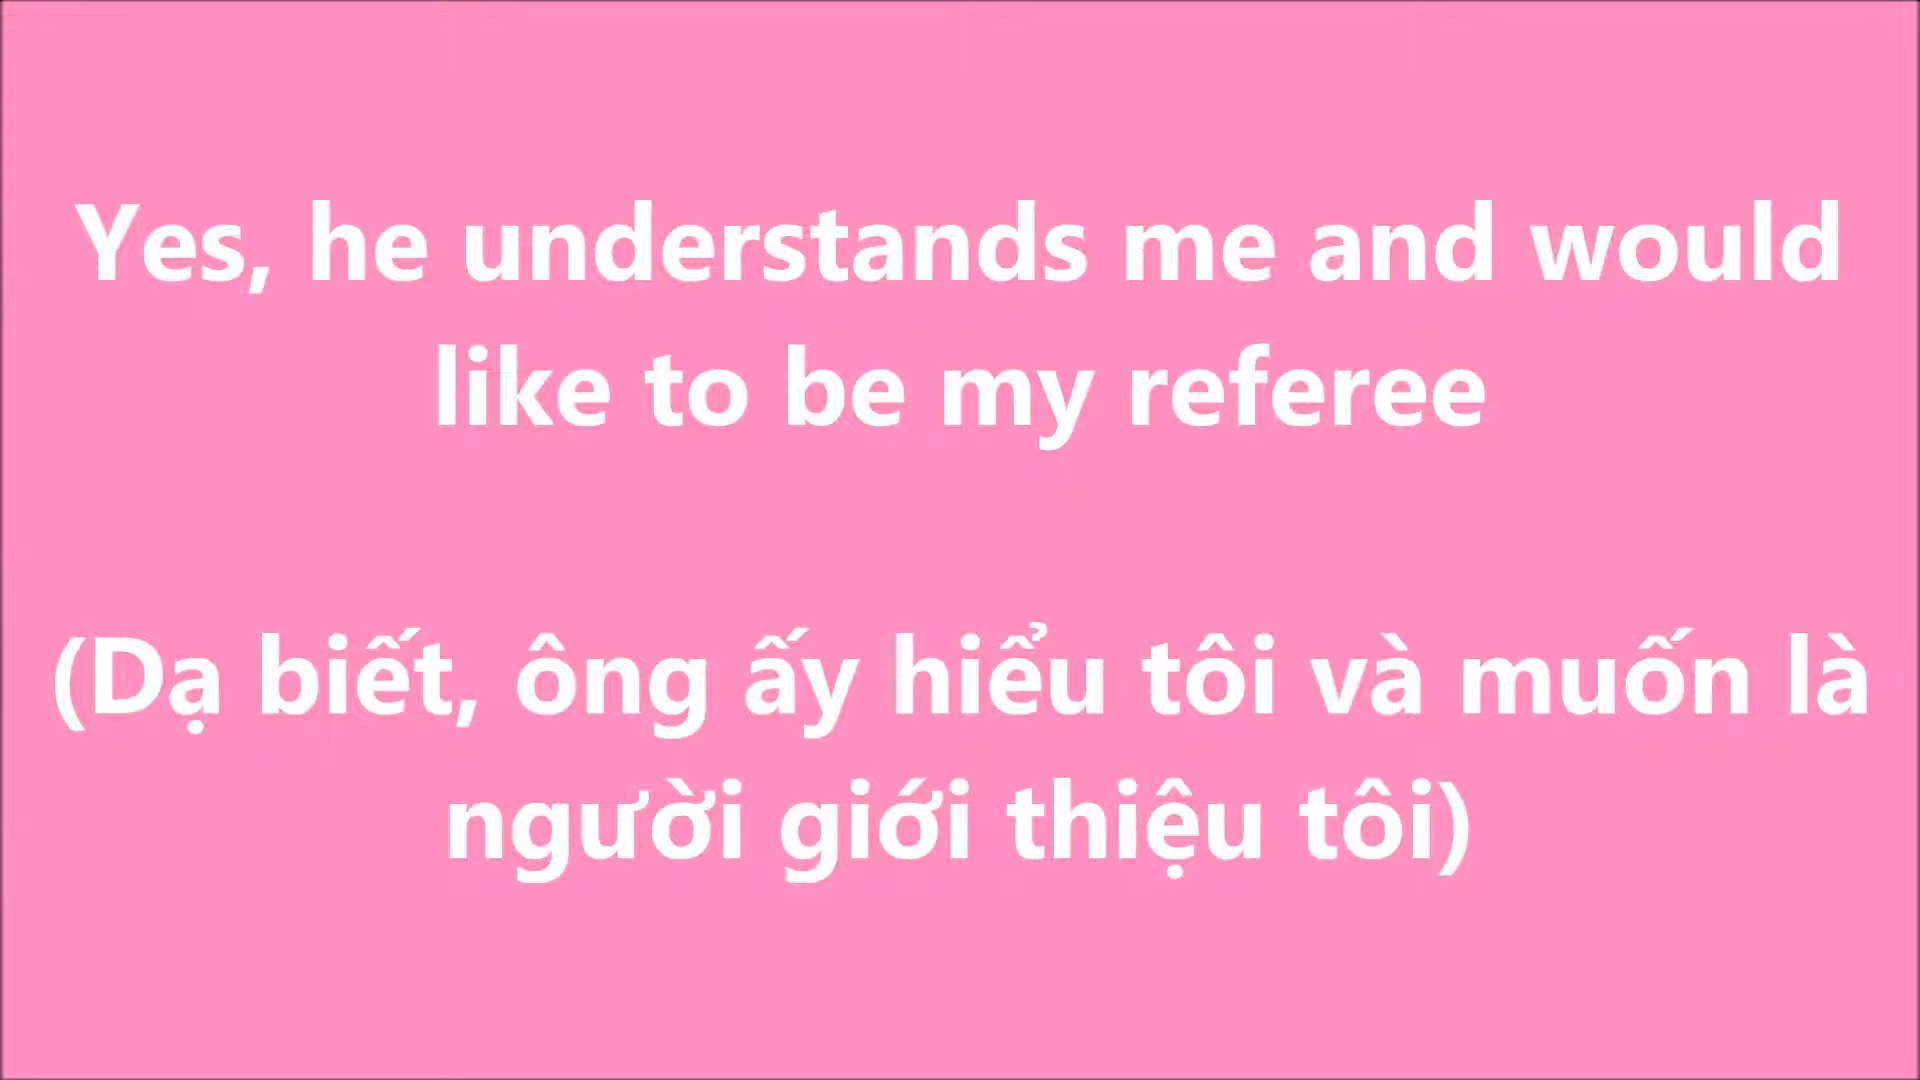 Yes, he understands me and would
like to be my referee
(Dạ biết, ông ấy hiểu tôi và muốn là
người giới thiệu tôi)